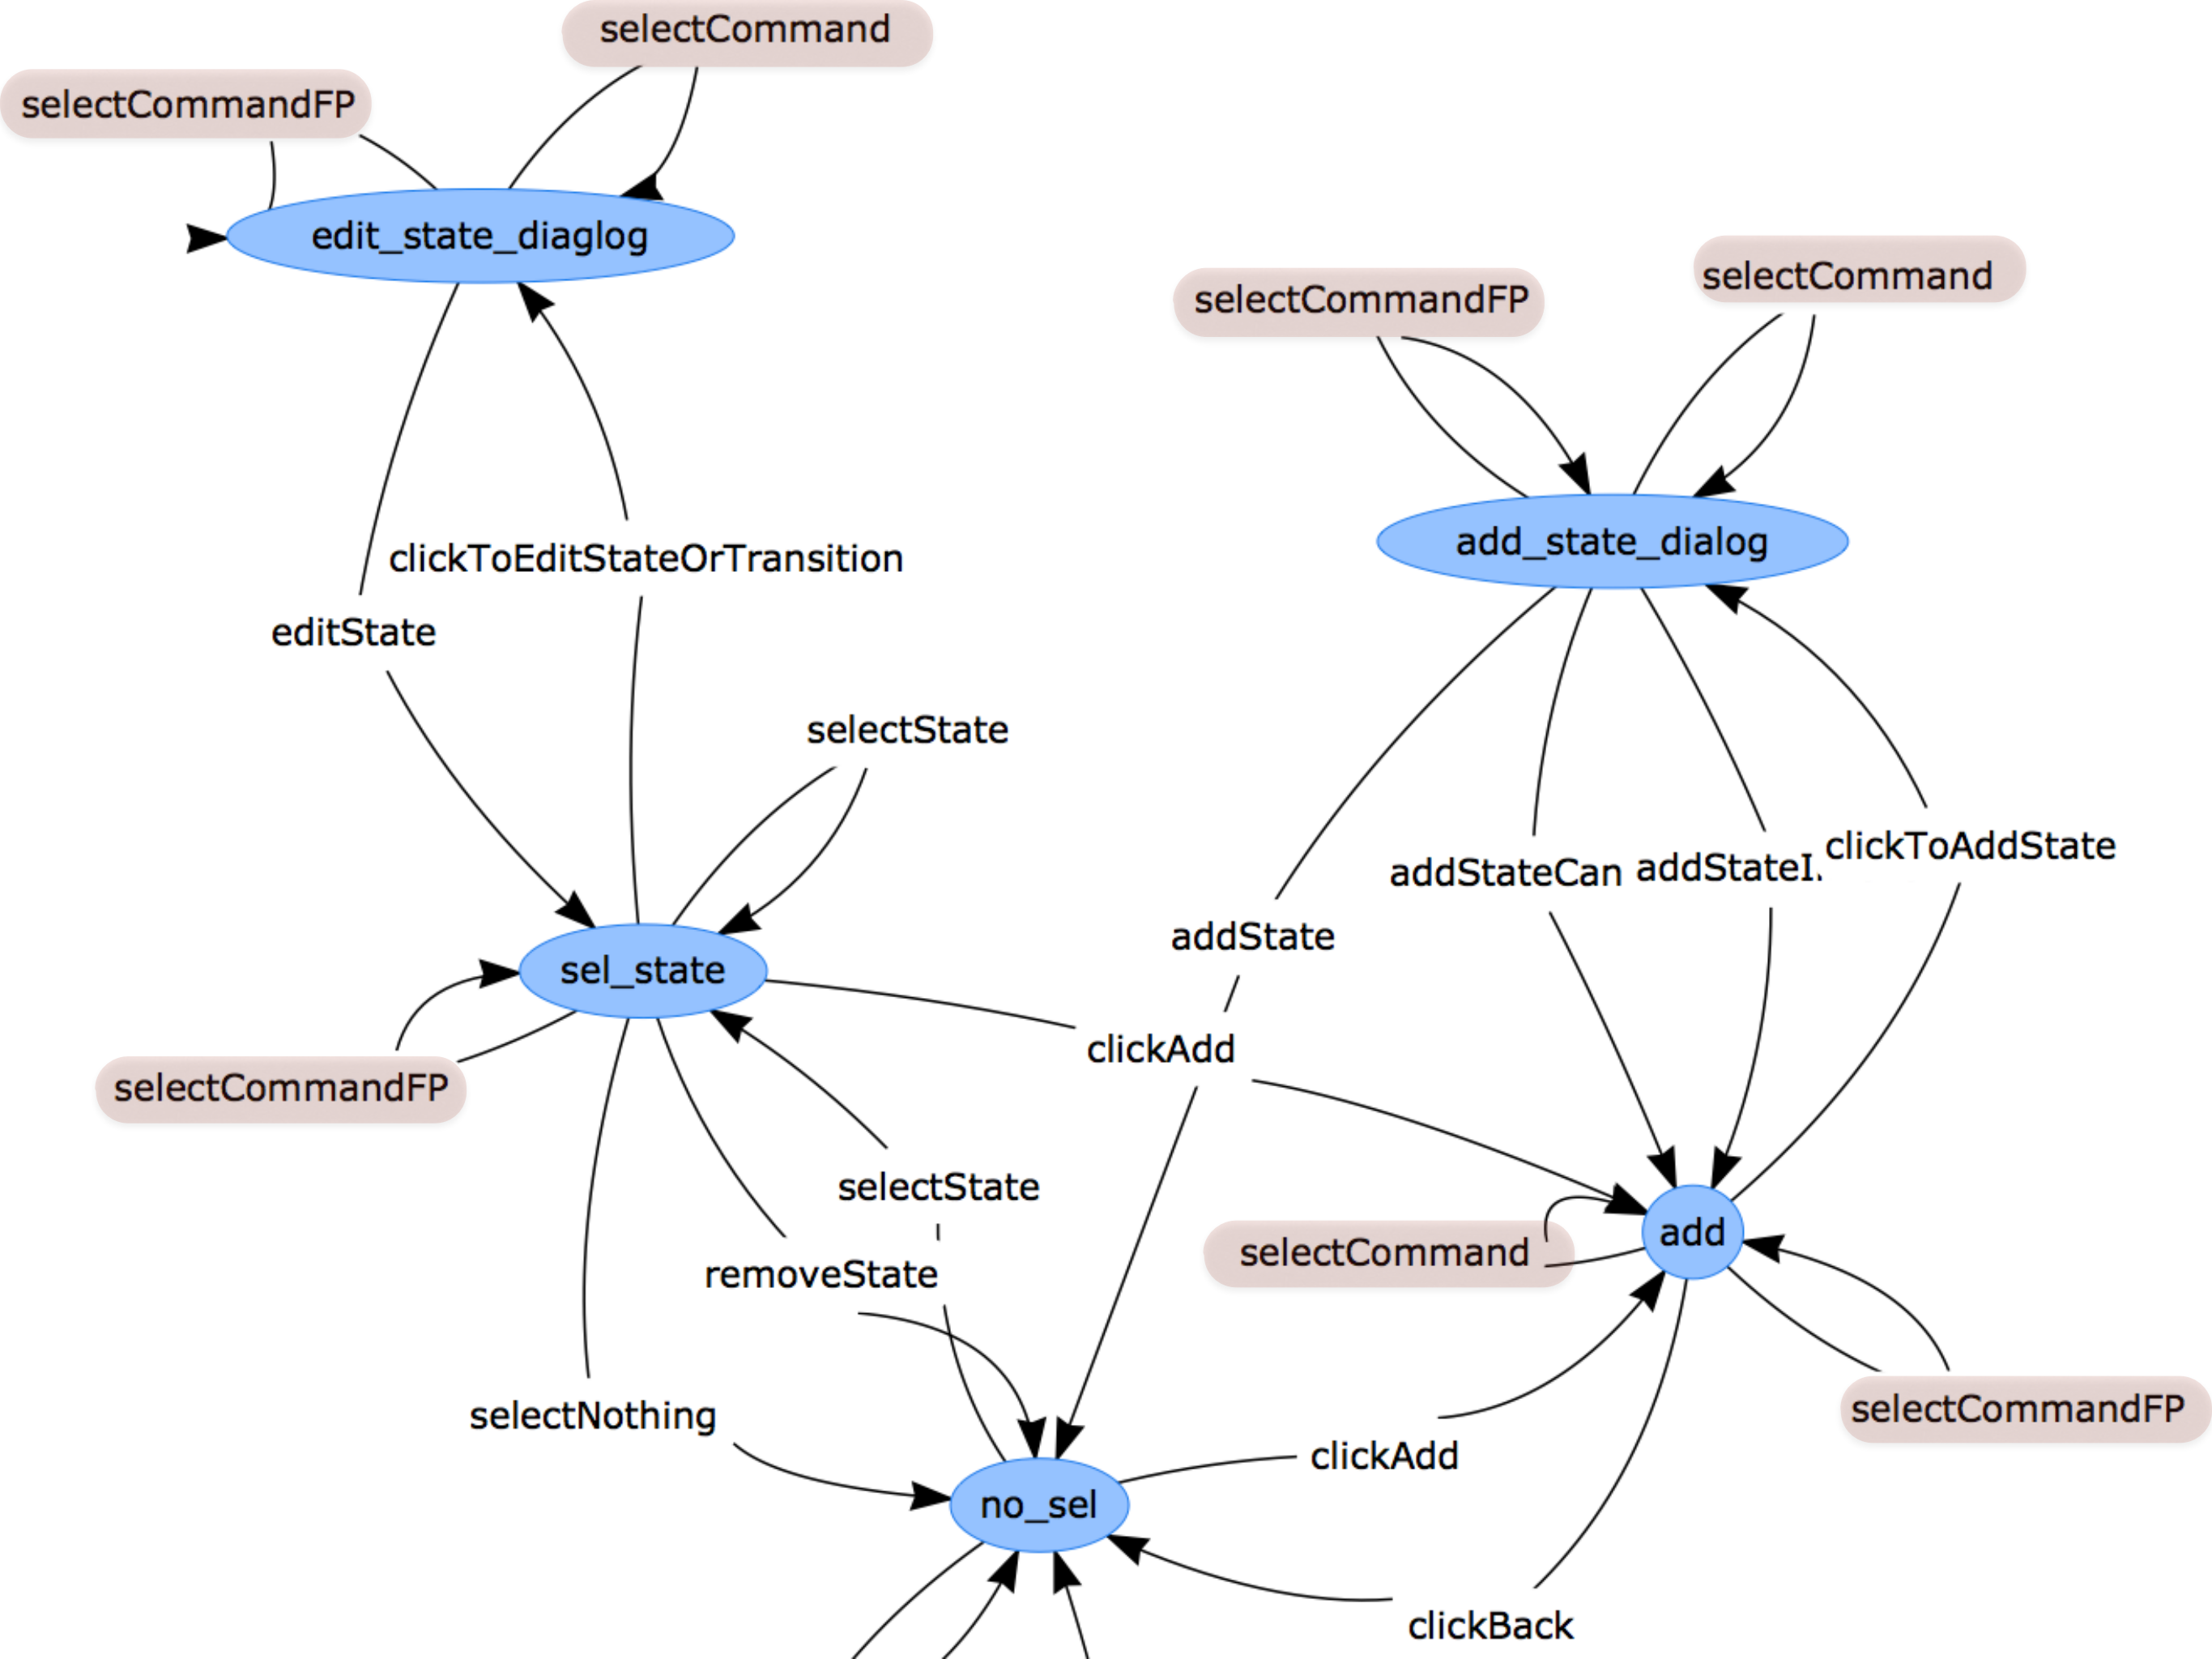 selectCommand
selectCommandFP
edit_state_diaglog
selectCommandFP
selectCommand
add_state_dialog
clickToEditStateOrTransition
editState
selectState
clickToAddState
addStateCan
addStateI.
addState
sel_state
clickAdd
selectCommandFP
selectState
add
selectCommand
removeState
selectCommandFP
selectNothing
clickAdd
no_sel
clickBack